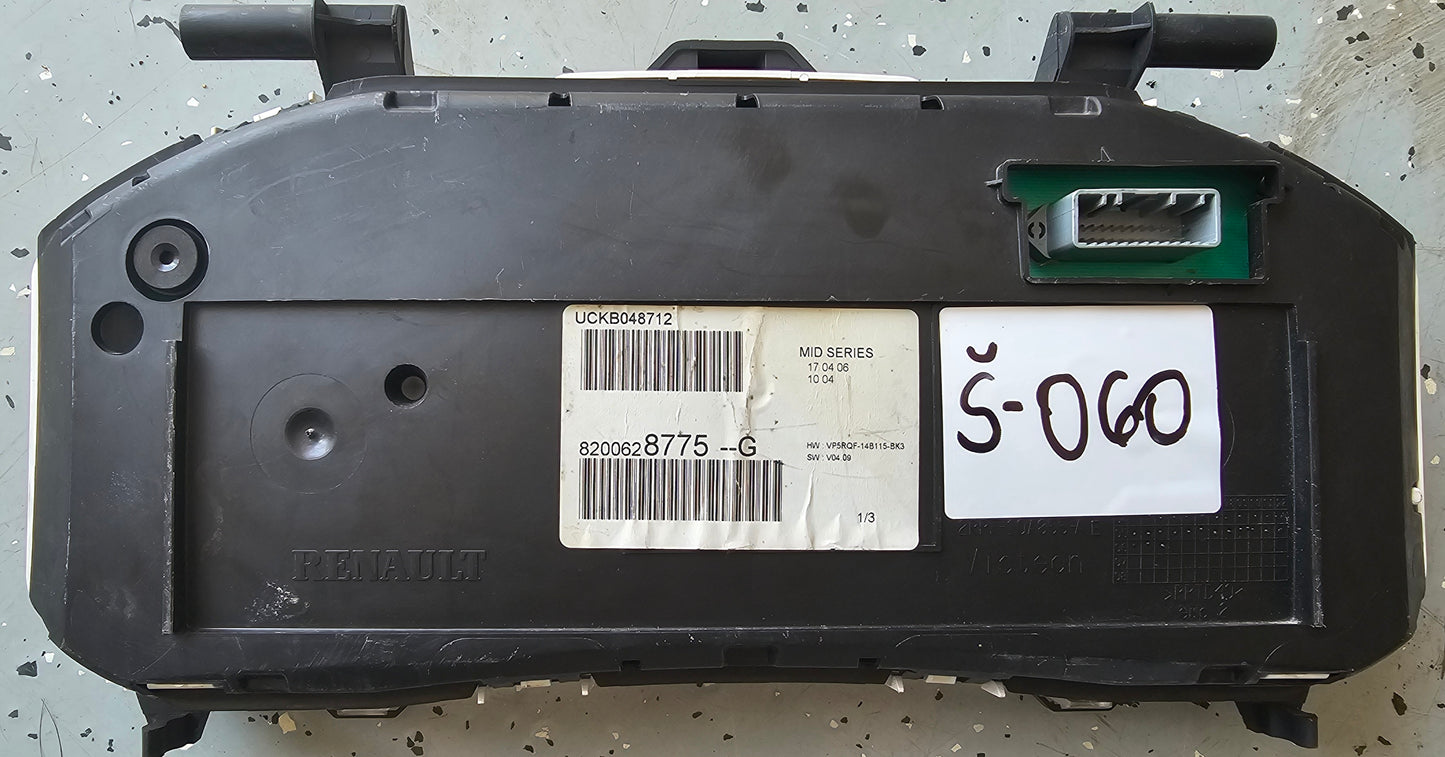 A
UCKB048712
MID SERIES
17 04 06
10 04
8200628775 --G
HW : VP5RQF-14B115-BK3
SW : V04.09
1/3
Š-060
RENAULT
Visteon